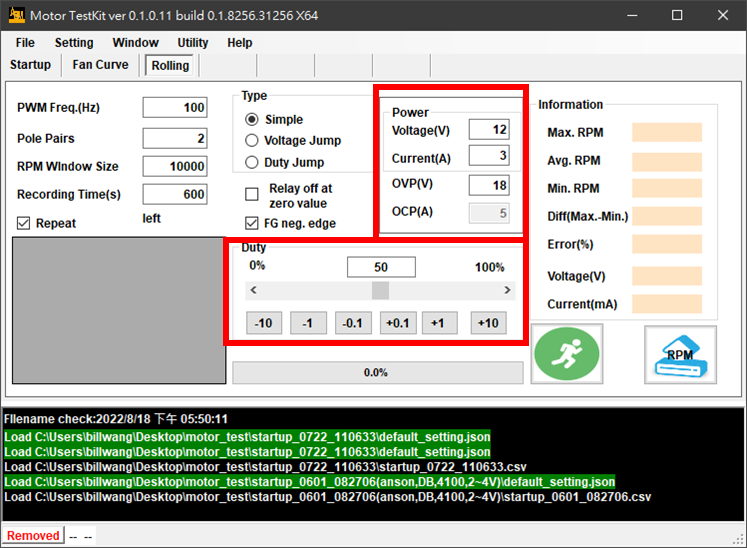 Motor TestKit ver 0.1.0.11 build 0.1.8256.31256 X64
File Setting Window Utility Help
Startup Fan Curve Rolling
PWM Freq.(Hz) 100
Pole Pairs 2
RPM WIndow Size 10000
Recording Time(s) 600
Repeat left
Type
Simple
Voltage Jump
Duty Jump
Relay off at
zero value
FG neg. edge
Power
Voltage(V) 12
Current(A) 3
OVP(V) 18
OCP(A) 5
Duty
0% 50 100%
< >
-10 -1 -0.1 +0.1 +1 +10
0.0%
Information
Max. RPM
Avg. RPM
Min. RPM
Diff(Max.-Min.)
Error(%)
Voltage(V)
Current(mA)
RPM
FIlename check:2022/8/18 下午 05:50:11
Load C:\Users\billwang\Desktop\motor_test\startup_0722_110633\default_setting.json
Load C:\Users\billwang\Desktop\motor_test\startup_0722_110633\default_setting.json
Load C:\Users\billwang\Desktop\motor_test\startup_0722_110633\startup_0722_110633.csv
Load C:\Users\billwang\Desktop\motor_test\startup_0601_082706(anson,DB,4100,2~4V)\default_setting.json
Load C:\Users\billwang\Desktop\motor_test\startup_0601_082706(anson,DB,4100,2~4V)\startup_0601_082706.csv
Removed -- --